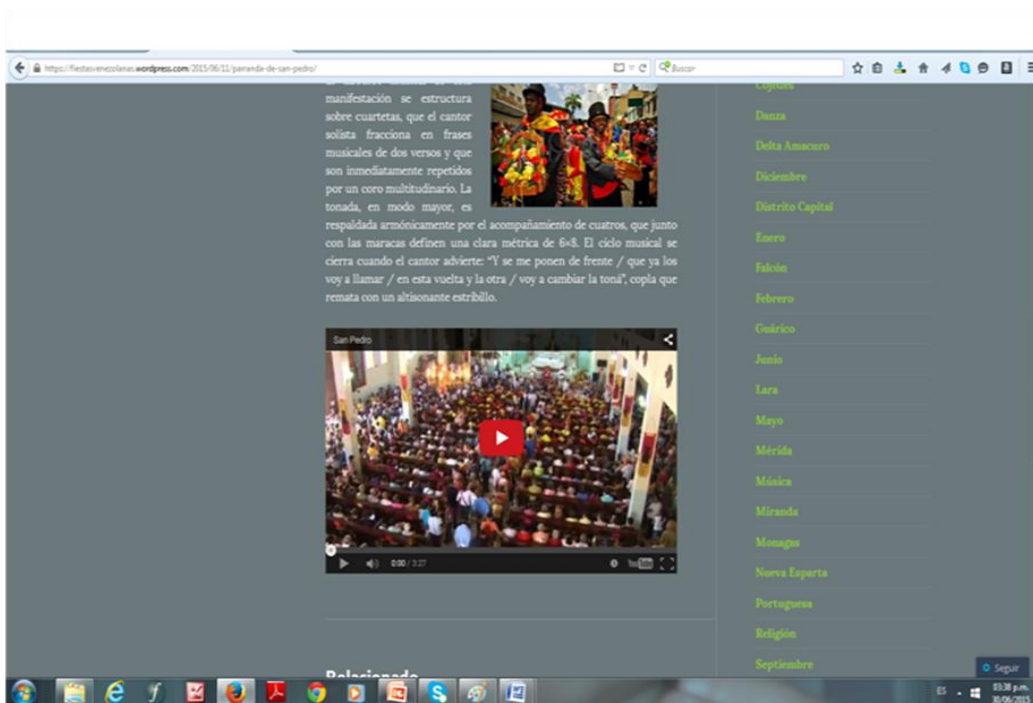 https://fiestasvenezolanas.wordpress.com/2015/06/11/parranda-de-san-pedro/
Buscar
manifestación se estructura
sobre cuartetas, que el cantor
solista fracciona en frases
musicales de dos versos y que
son inmediatamente repetidos
por un coro multitudinario. La
tonada, en modo mayor, es
respaldada armónicamente por el acompañamiento de cuatros, que junto
con las maracas definen una clara métrica de 6×8. El ciclo musical se
cierra cuando el cantor advierte: “Y se me ponen de frente / que ya los
voy a llamar / en esta vuelta y la otra / voy a cambiar la toná”, copla que
remata con un altisonante estribillo.
San Pedro
0:00 / 3:27
YouTube
Relacionado
Cojedes
Danza
Delta Amacuro
Diciembre
Distrito Capital
Enero
Falcón
Febrero
Guárico
Junio
Lara
Mayo
Mérida
Música
Miranda
Monagas
Nueva Esparta
Portuguesa
Religión
Septiembre
Seguir
ES
03:38 p.m.
30/06/2015